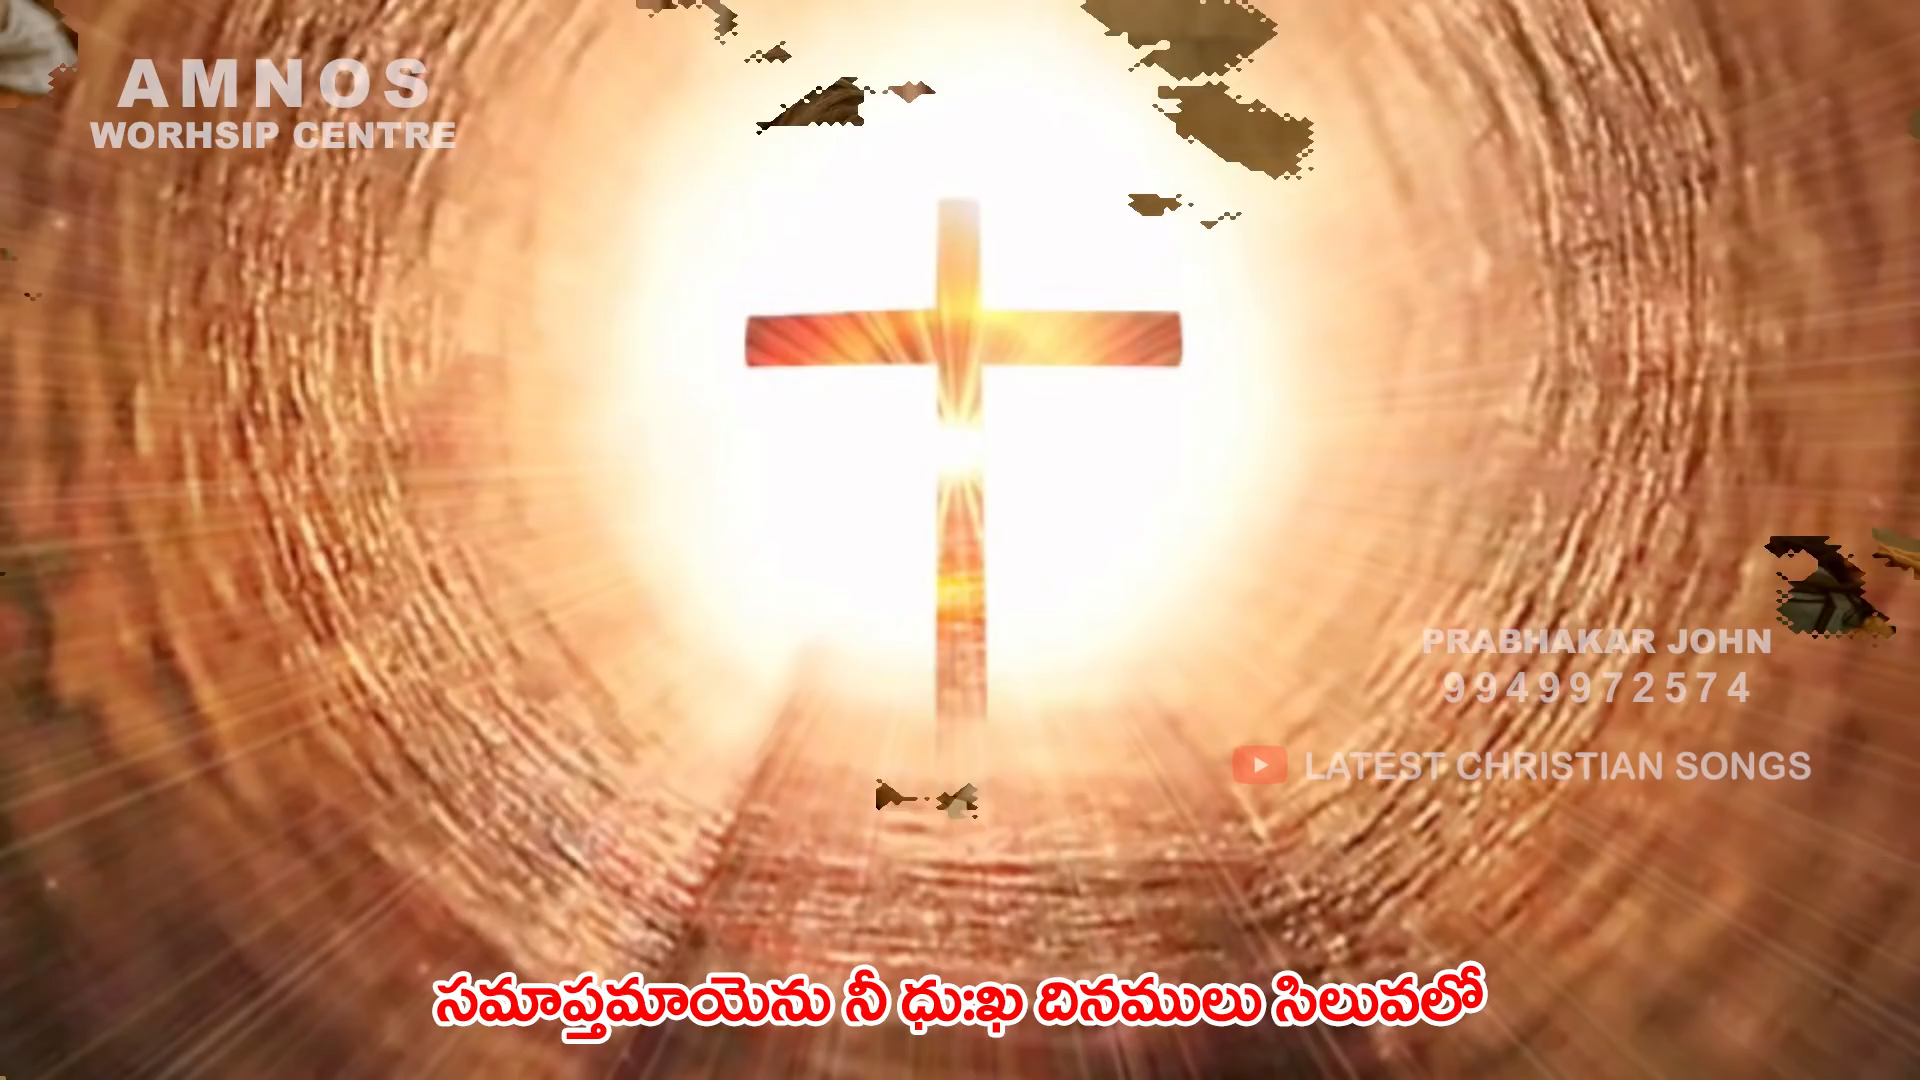 AMNOS
WORHSIP CENTRE
PRABHAKAR JOHN
9949972574
LATEST CHRISTIAN SONGS
సమాప్తమాయెను నీ ధుఃఖ దినములు సిలువలో